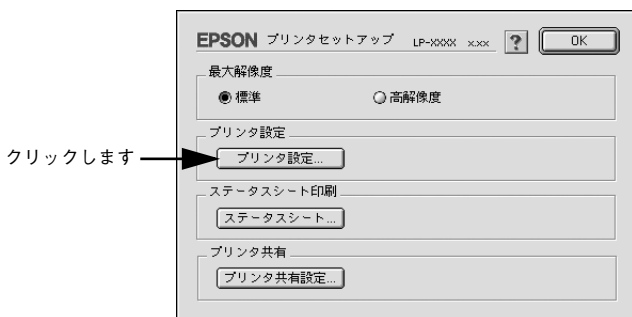 EPSON プリンタセットアップ LP-XXXX x.xx ? OK
最大解像度
標準 高解像度
プリンタ設定
クリックします プリンタ設定...
ステータスシート印刷
ステータスシート...
プリンタ共有
プリンタ共有設定...